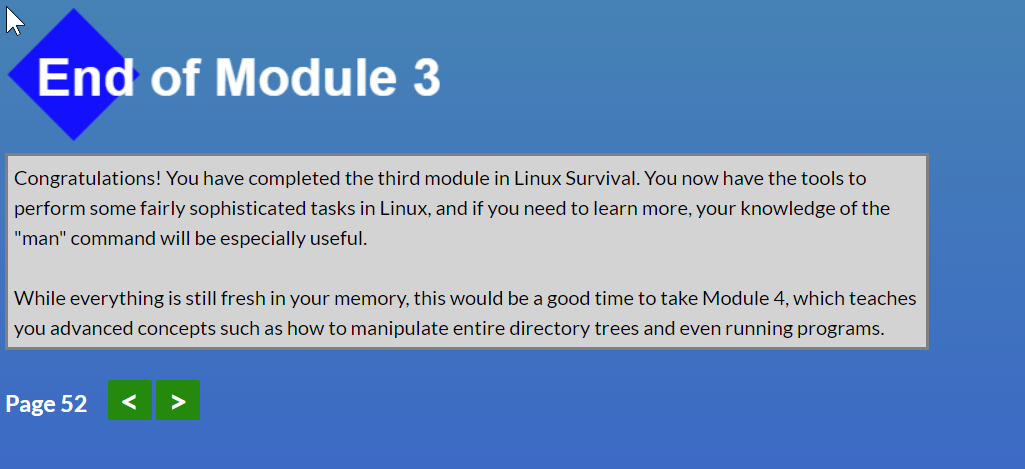 End of Module 3
Congratulations! You have completed the third module in Linux Survival. You now have the tools to
perform some fairly sophisticated tasks in Linux, and if you need to learn more, your knowledge of the
"man" command will be especially useful.
While everything is still fresh in your memory, this would be a good time to take Module 4, which teaches
you advanced concepts such as how to manipulate entire directory trees and even running programs.
Page 52 < >